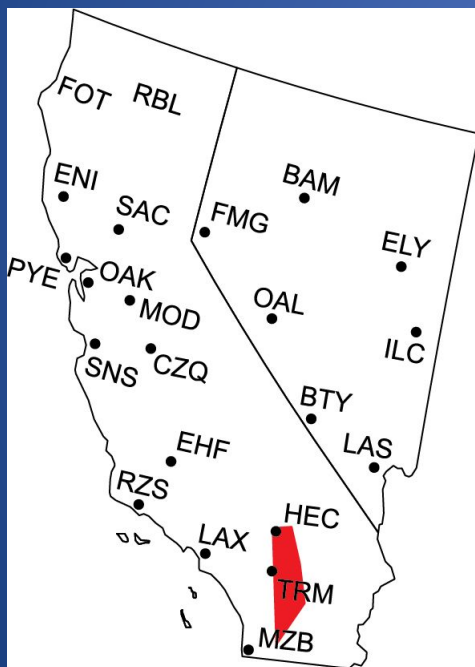 FOT
RBL
ENI
SAC
BAM
FMG
ELY
PYE
OAK
MOD
OAL
ILC
SNS
CZQ
BTY
EHF
LAS
RZS
HEC
LAX
TRM
MZB